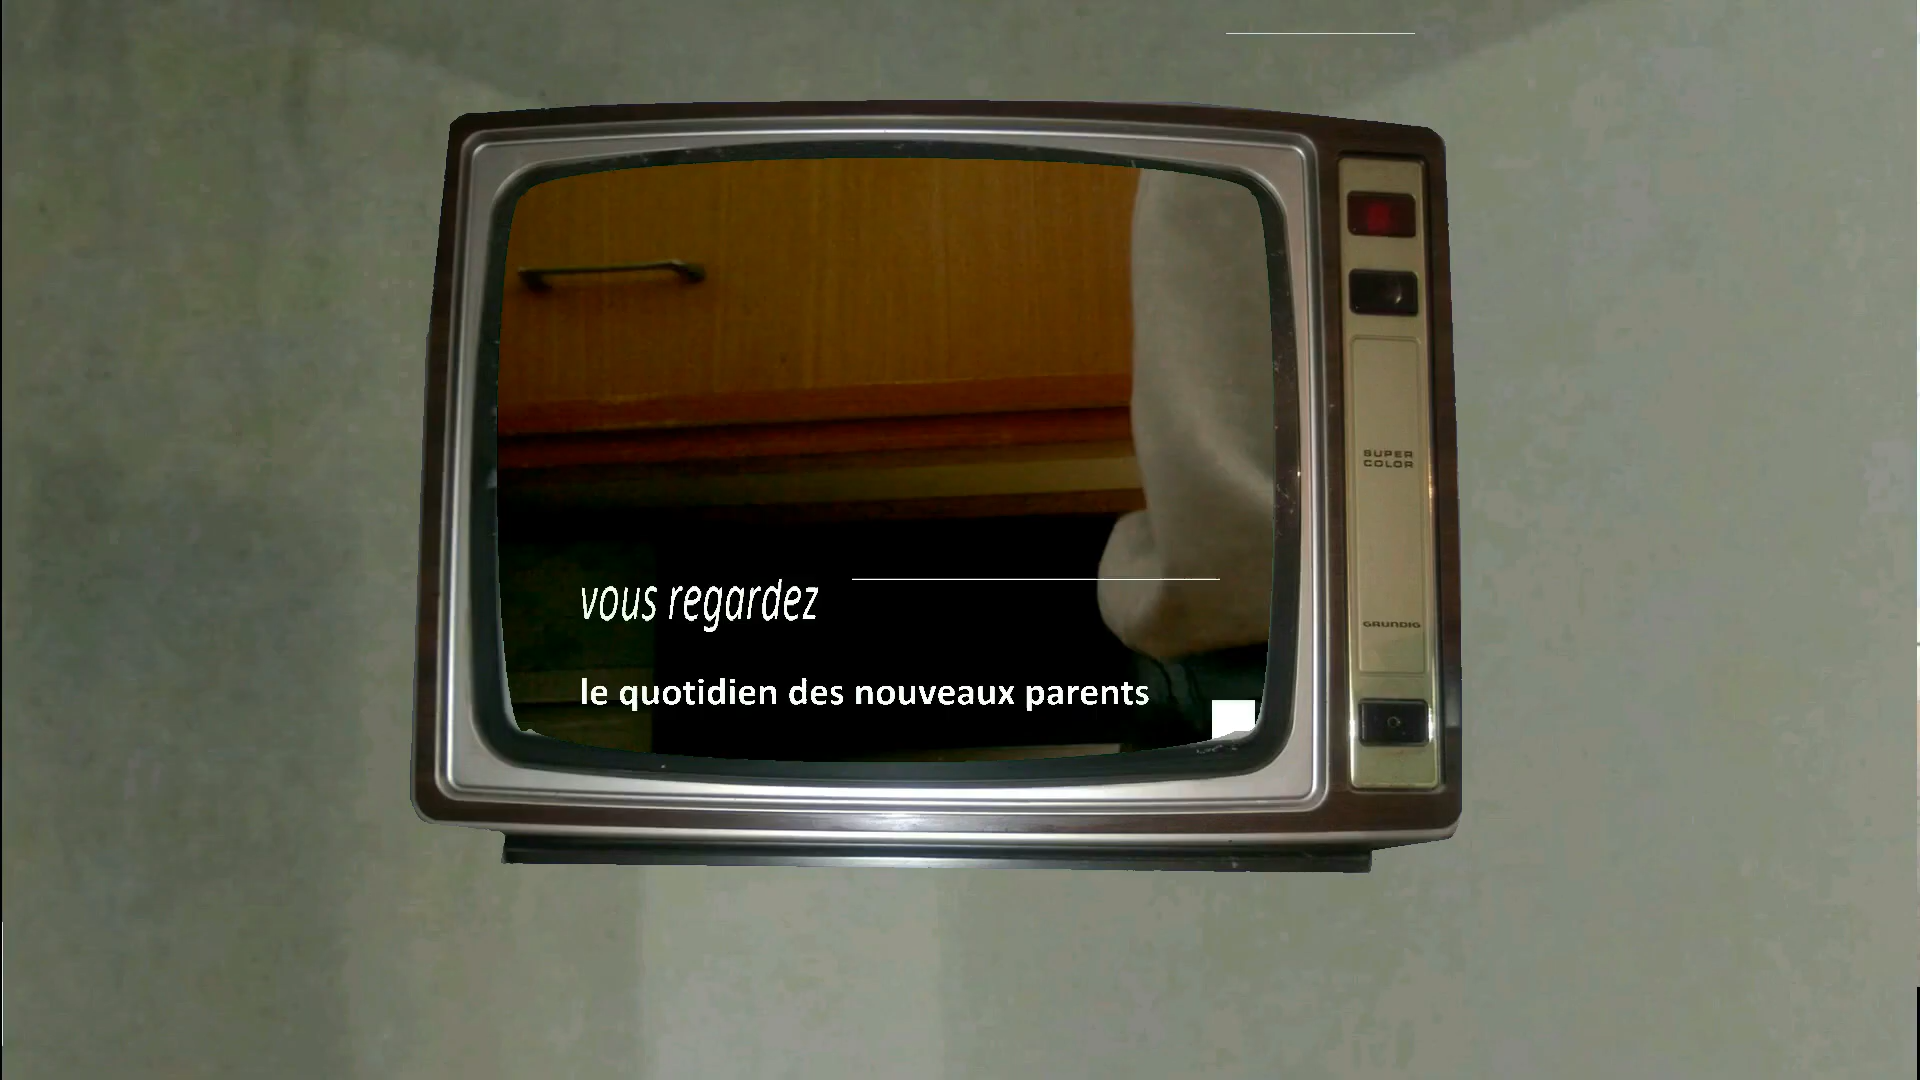 SUPER
COLOR
vous regardez
GRUNDIG
le quotidien des nouveaux parents